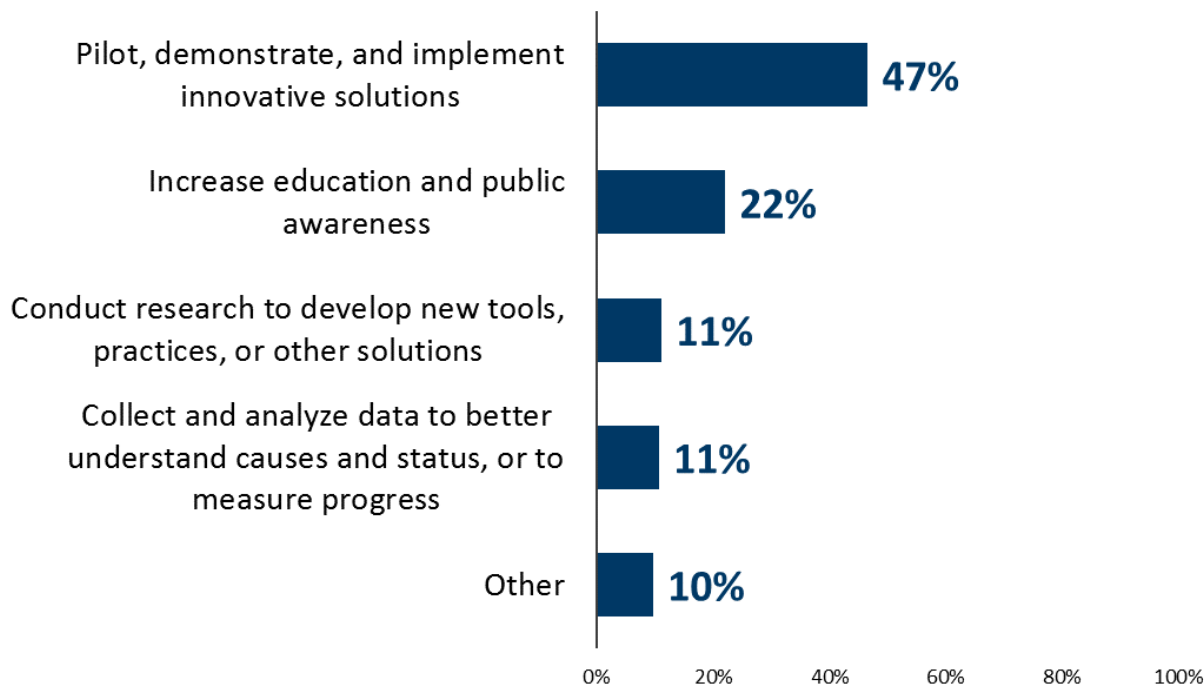 Pilot, demonstrate, and implement
innovative solutions
47%
Increase education and public
awareness
22%
Conduct research to develop new tools,
practices, or other solutions
11%
Collect and analyze data to better
understand causes and status, or to
measure progress
11%
Other
10%
0% 20% 40% 60% 80% 100%